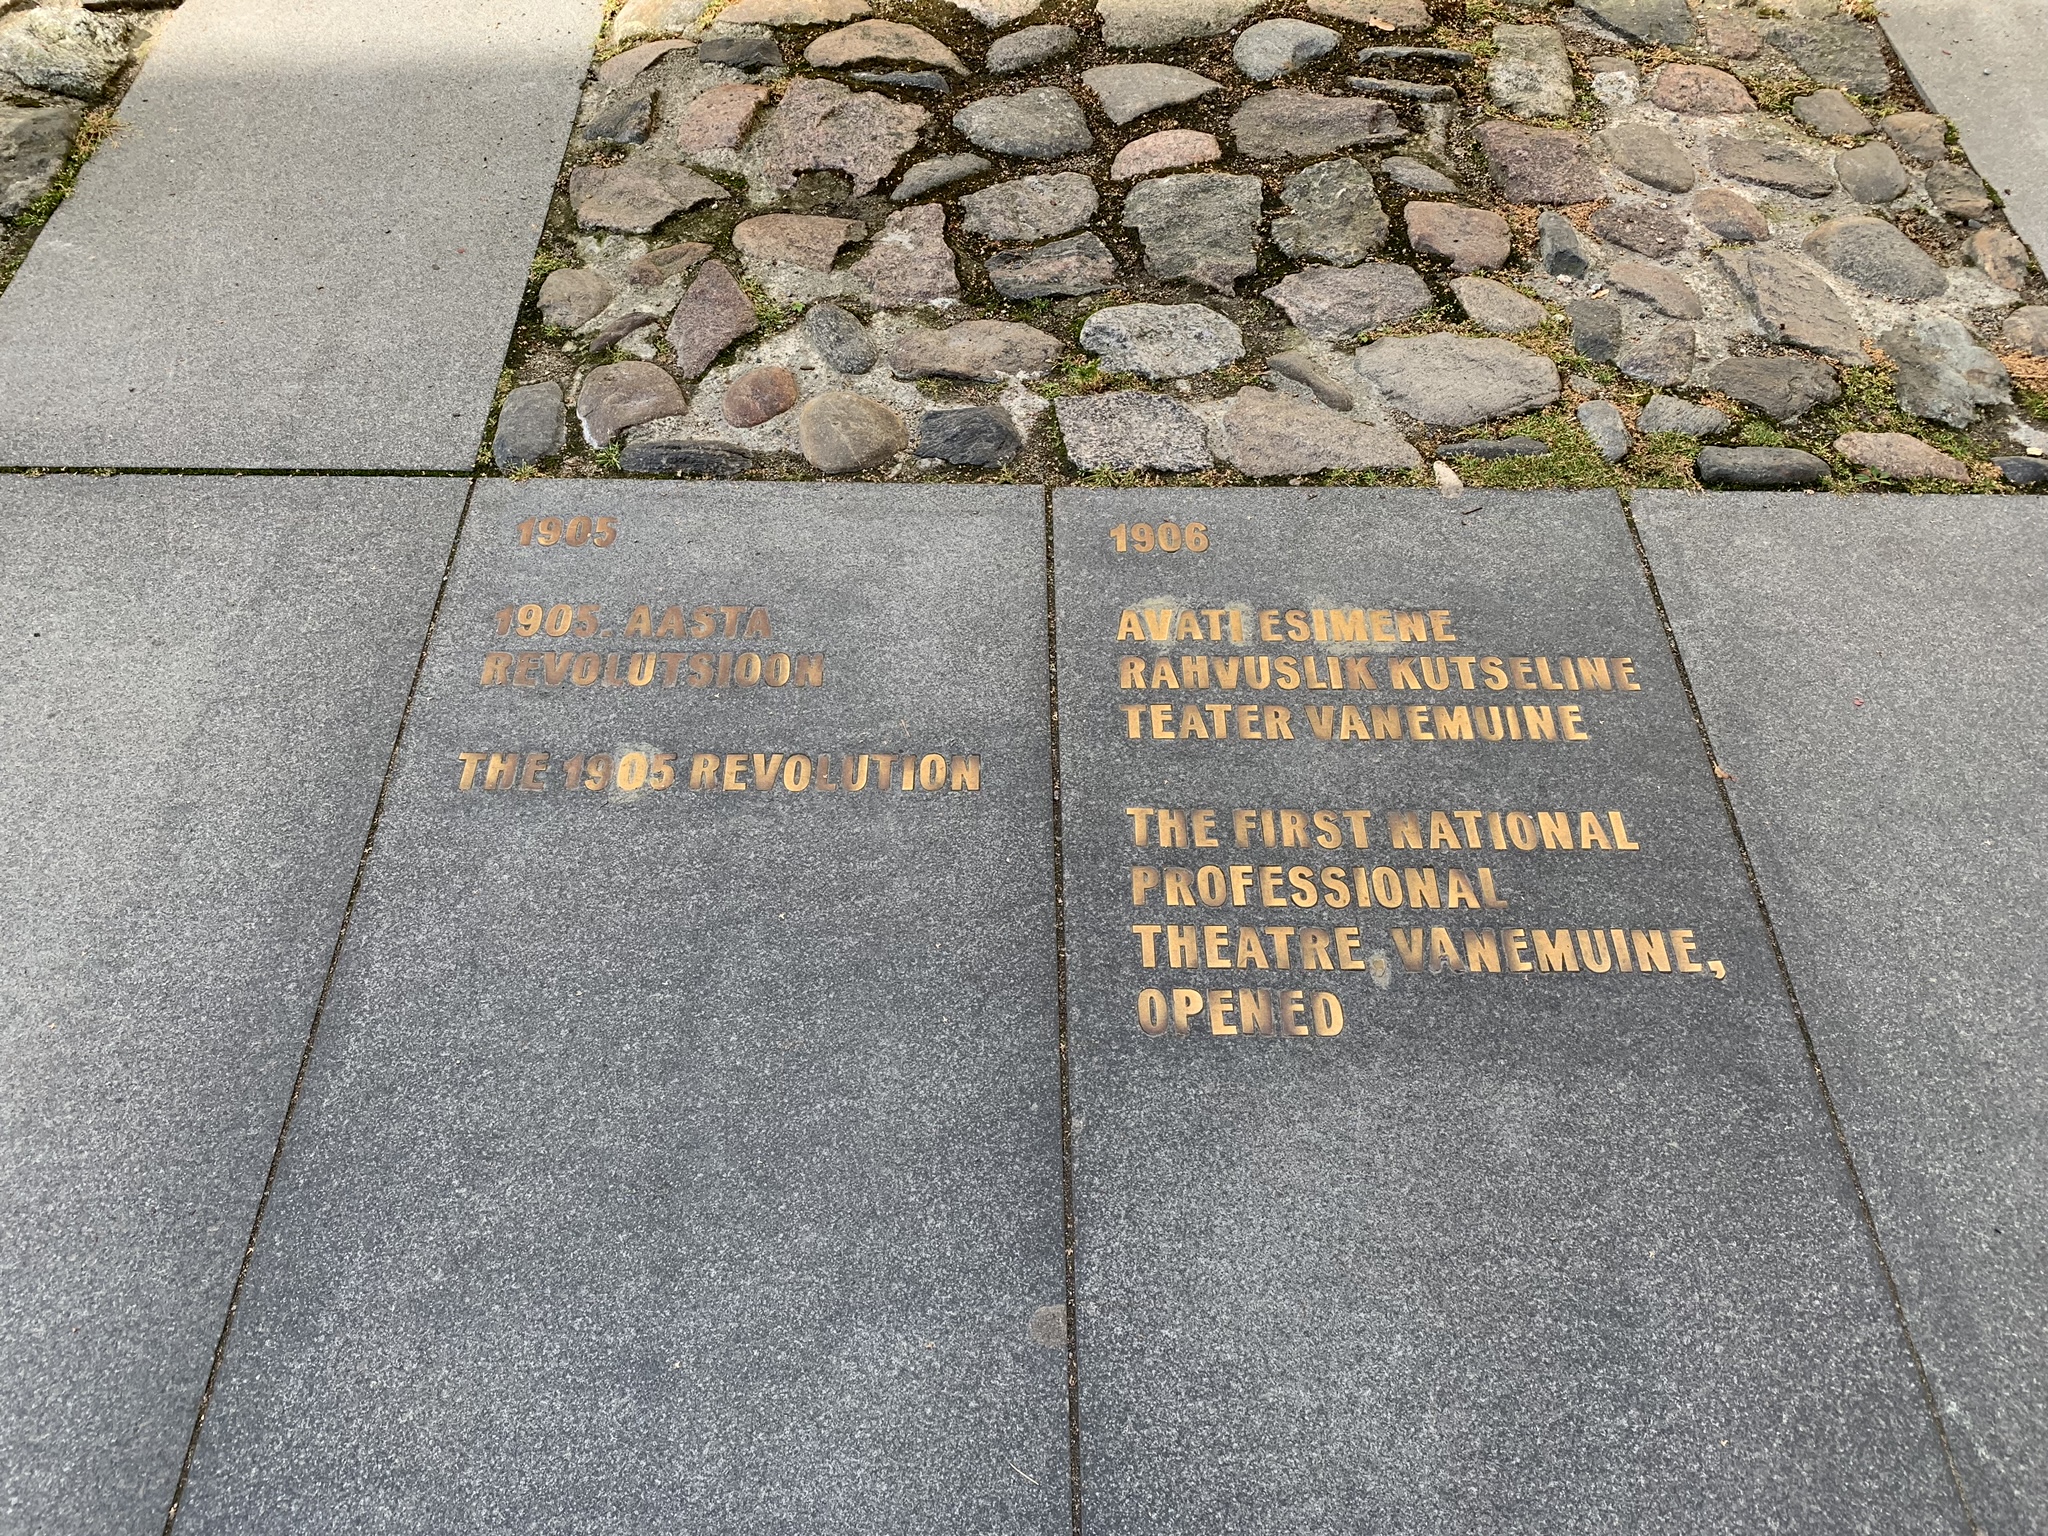 1905
1905. AASTA
REVOLUTSIOON
THE 1905 REVOLUTION
1906
AVATI ESIMENE
RAHVUSLIK KUTSELINE
TEATER VANEMUINE
THE FIRST NATIONAL
PROFESSIONAL
THEATRE, VANEMUINE,
OPENED